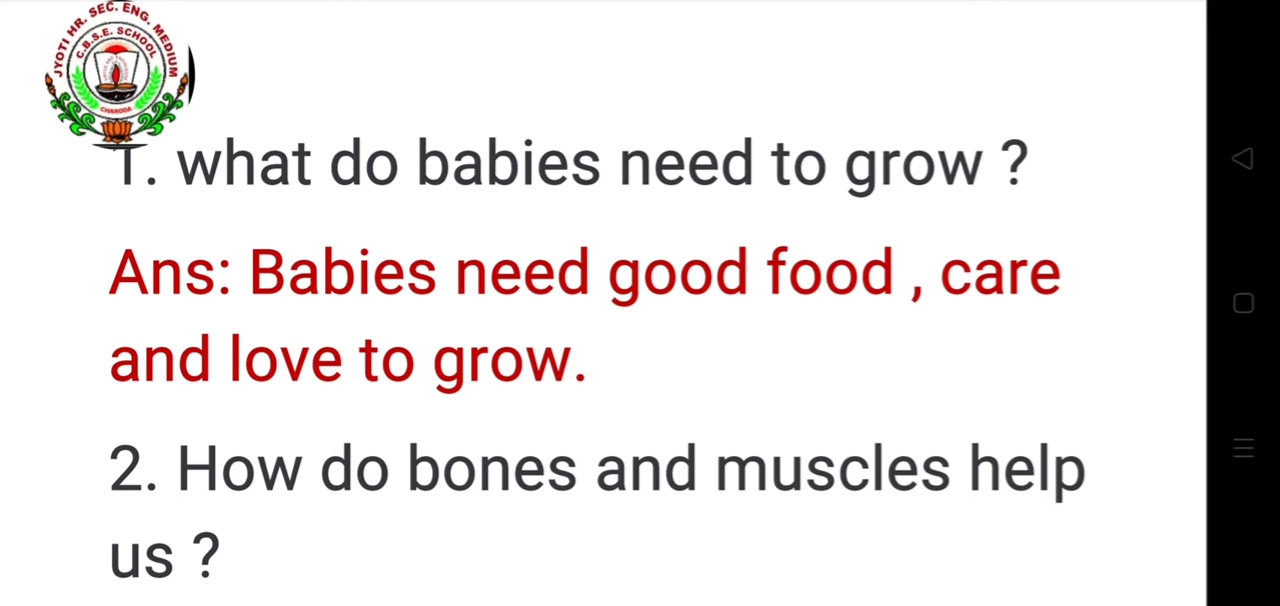 JYOTI HR. SEC. ENG. MEDIUM
C.B.S.E. SCHOOL
CHARODA
1. what do babies need to grow ?
Ans: Babies need good food , care
and love to grow.
2. How do bones and muscles help
us ?